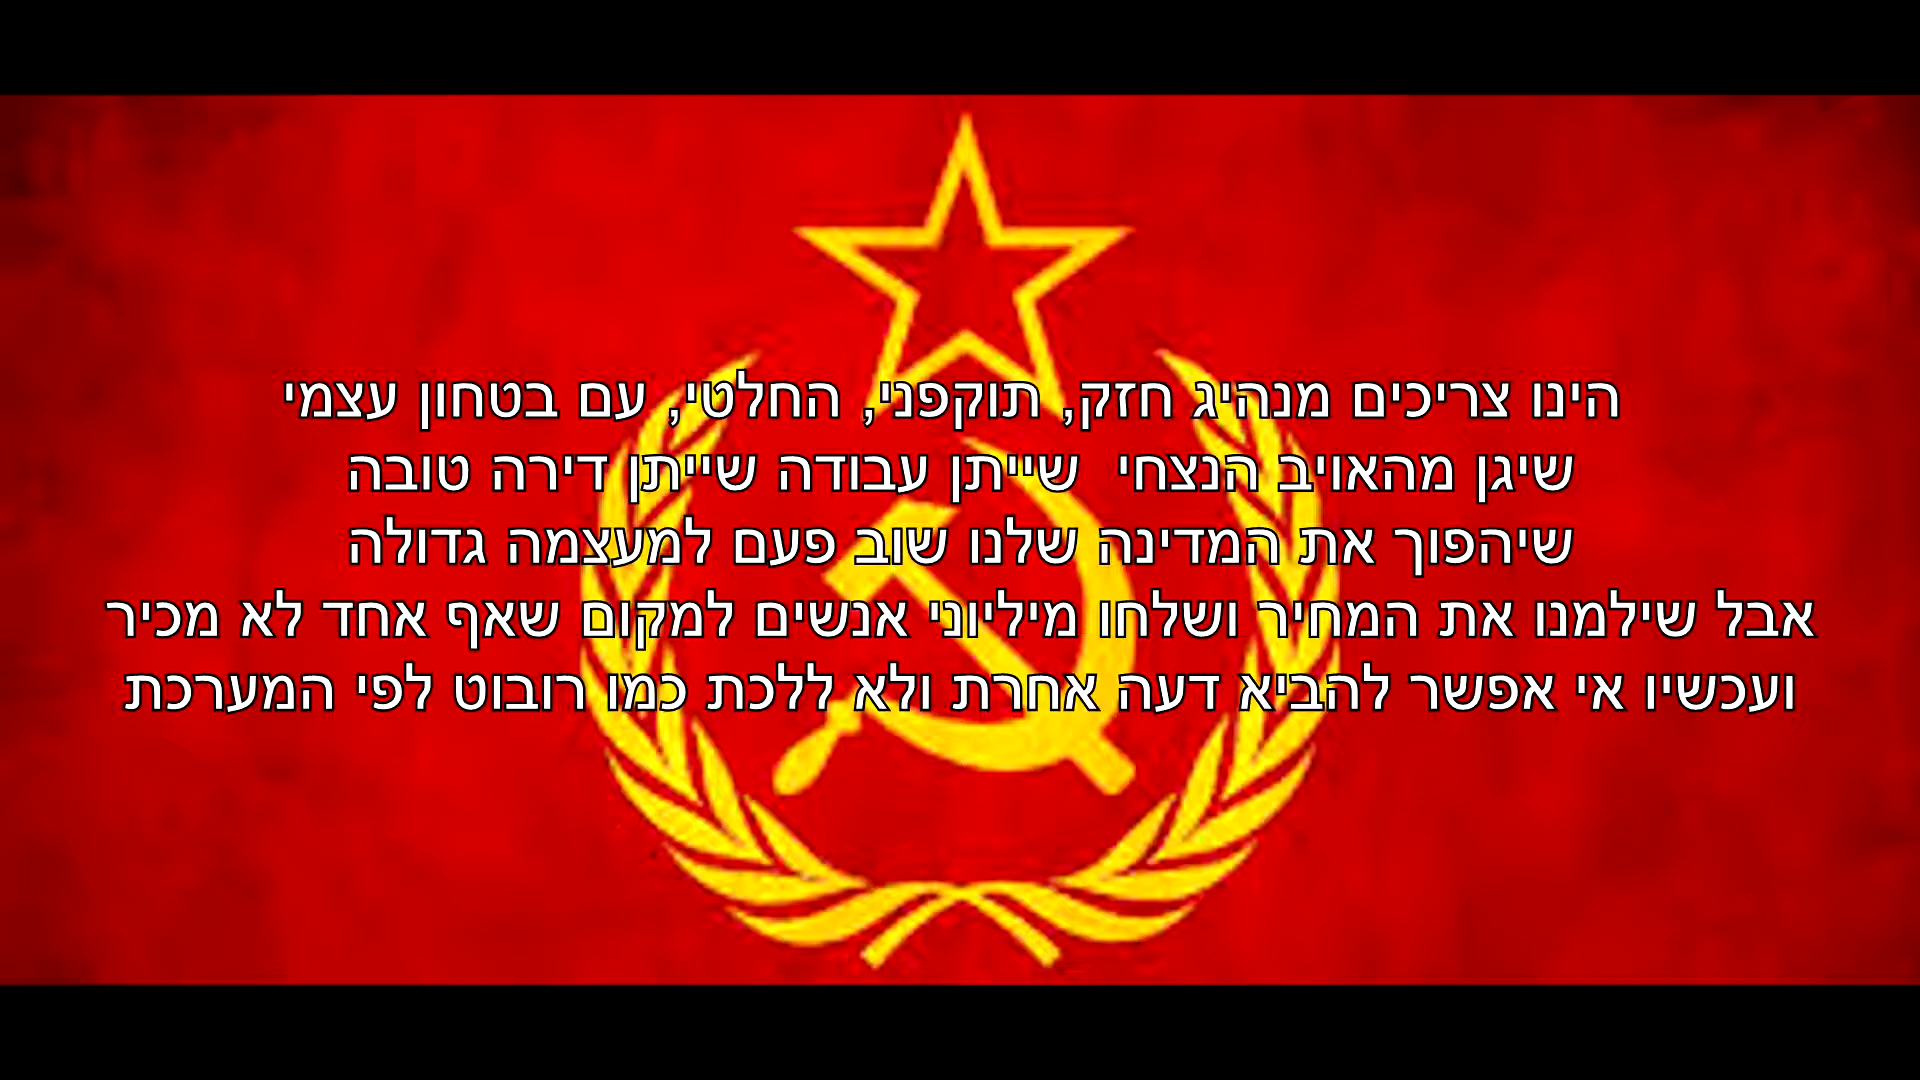 הינו צריכים מנהיג חזק, תוקפני, החלטי, עם בטחון עצמי
שיגן מהאויב הנצחי  שייתן עבודה שייתן דירה טובה
שיהפוך את המדינה שלנו שוב פעם למעצמה גדולה
אבל שילמנו את המחיר ושלחו מיליוני אנשים למקום שאף אחד לא מכיר
ועכשיו אי אפשר להביא דעה אחרת ולא ללכת כמו רובוט לפי המערכת